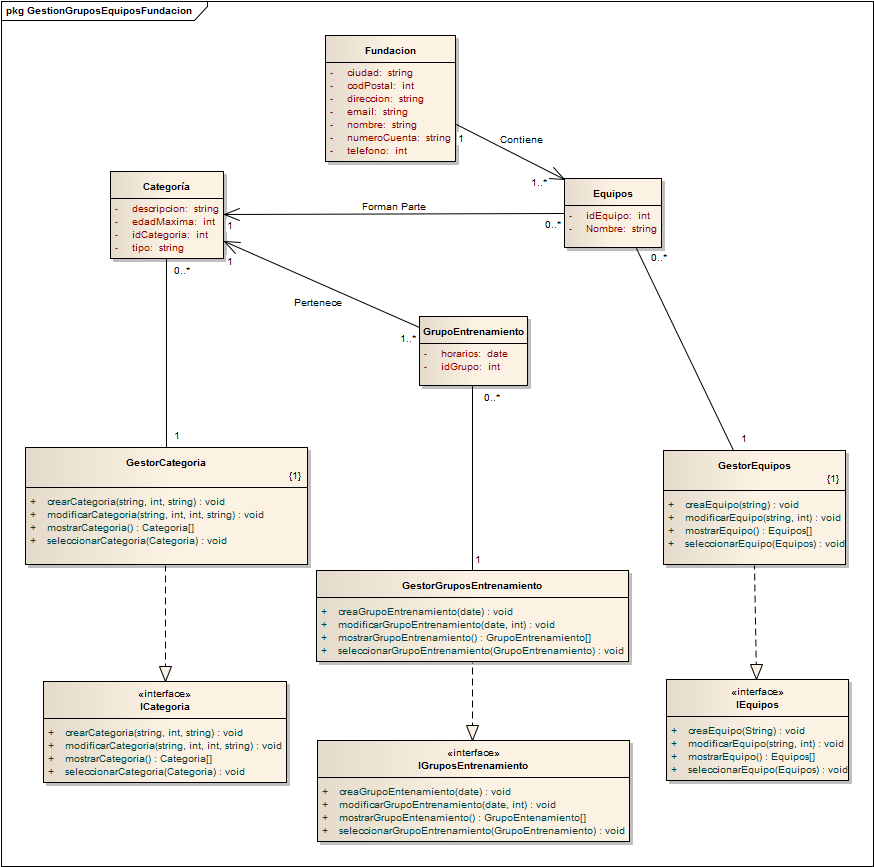 pkg GestionGruposEquiposFundacion
Fundacion
- ciudad: string
- codPostal: int
- direccion: string
- email: string
- nombre: string
- numeroCuenta: string
- telefono: int
1
Contiene
1..*
Categoría
- descripcion: string
- edadMaxima: int
- idCategoria: int
- tipo: string
Equipos
- idEquipo: int
- Nombre: string
Forman Parte
1
0..*
1
0..*
0..*
Pertenece
1..*
GrupoEntrenamiento
- horarios: date
- idGrupo: int
0..*
1
1
GestorCategoria
{1}
+ crearCategoria(string, int, string) : void
+ modificarCategoria(string, int, int, string) : void
+ mostrarCategoria() : Categoria[]
+ seleccionarCategoria(Categoria) : void
GestorEquipos
{1}
+ creaEquipo(string) : void
+ modificarEquipo(string, int) : void
+ mostrarEquipo() : Equipos[]
+ seleccionarEquipo(Equipos) : void
1
GestorGruposEntrenamiento
+ creaGrupoEntrenamiento(date) : void
+ modificarGrupoEntrenamiento(date, int) : void
+ mostrarGrupoEntrenamiento() : GrupoEntrenamiento[]
+ seleccionarGrupoEntrenamiento(GrupoEntrenamiento) : void
«interface»
ICategoria
+ crearCategoria(string, int, string) : void
+ modificarCategoria(string, int, int, string) : void
+ mostrarCategoria() : Categoria[]
+ seleccionarCategoria(Categoria) : void
«interface»
IEquipos
+ creaEquipo(String) : void
+ modificarEquipo(string, int) : void
+ mostrarEquipo() : Equipos[]
+ seleccionarEquipo(Equipos) : void
«interface»
IGruposEntrenamiento
+ creaGrupoEntenamiento(date) : void
+ modificarGrupoEntrenamiento(date, int) : void
+ mostrarGrupoEntenamiento() : GrupoEntenamiento[]
+ seleccionarGrupoEntrenamiento(GrupoEntrenamiento) : void